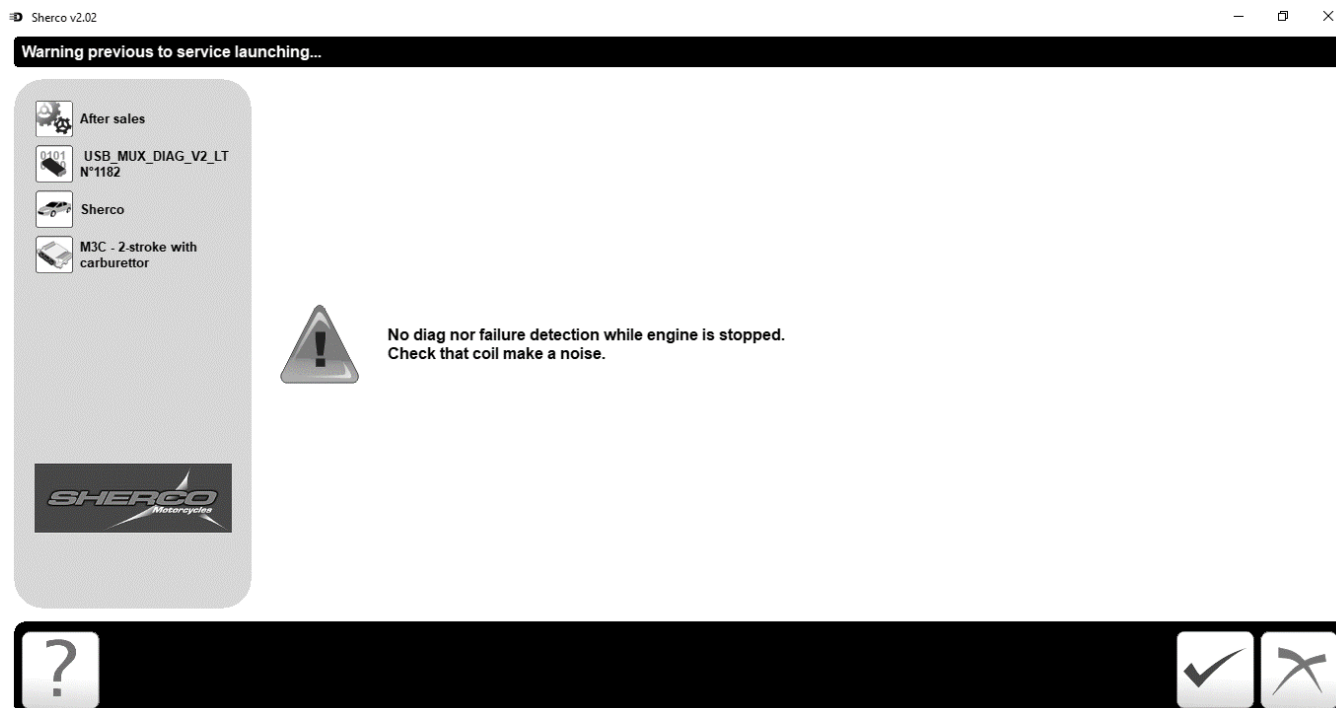 Sherco v2.02
Warning previous to service launching...
After sales
USB_MUX_DIAG_V2_LT
N°1182
Sherco
M3C - 2-stroke with
carburettor
No diag nor failure detection while engine is stopped.
Check that coil make a noise.
SHERCO
Motorcycles
?